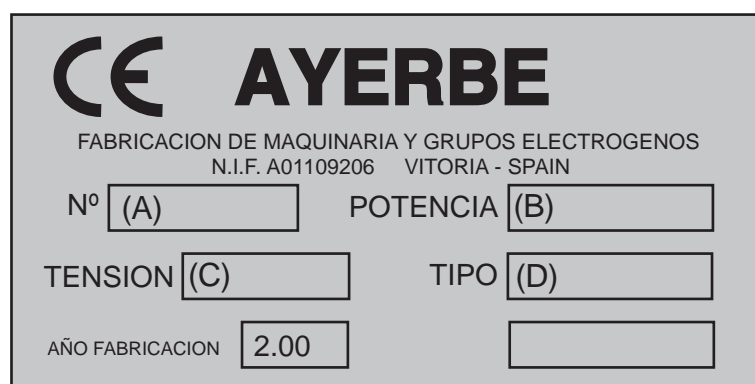 CE AYERBE
FABRICACION DE MAQUINARIA Y GRUPOS ELECTROGENOS
N.I.F. A01109206 VITORIA - SPAIN
Nº (A) POTENCIA (B)
TENSION (C) TIPO (D)
AÑO FABRICACION 2.00